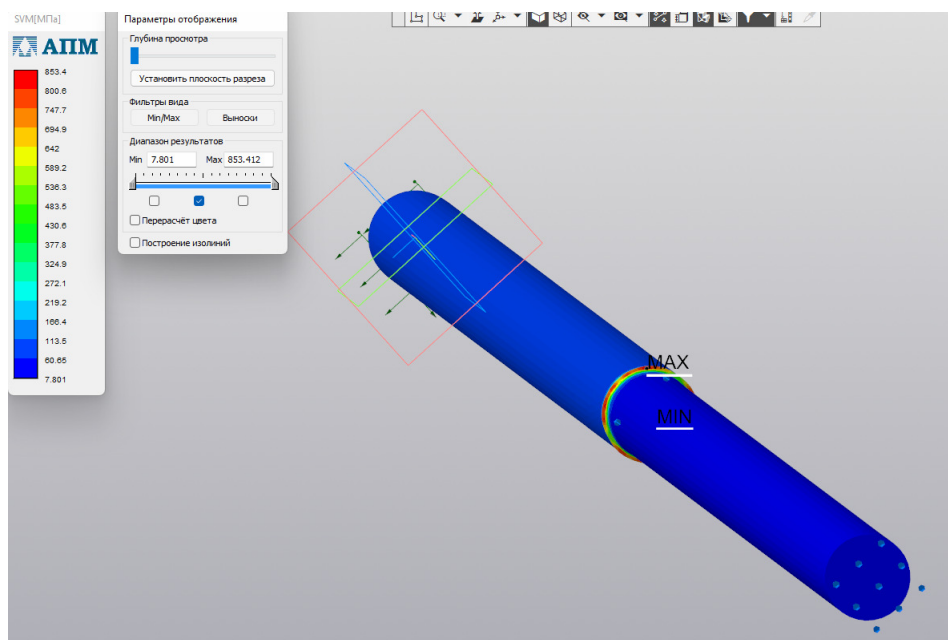 SVM[МПа]
АПМ
853.4
800.6
747.7
694.9
642
589.2
536.3
483.5
430.6
377.8
324.9
272.1
219.2
166.4
113.5
60.65
7.801
Параметры отображения
Глубина просмотра
Установить плоскость разреза
Фильтры вида
Min/Max Выноски
Диапазон результатов
Min 7.801 Max 853.412
Перерасчёт цвета
Построение изолиний
MAX
MIN